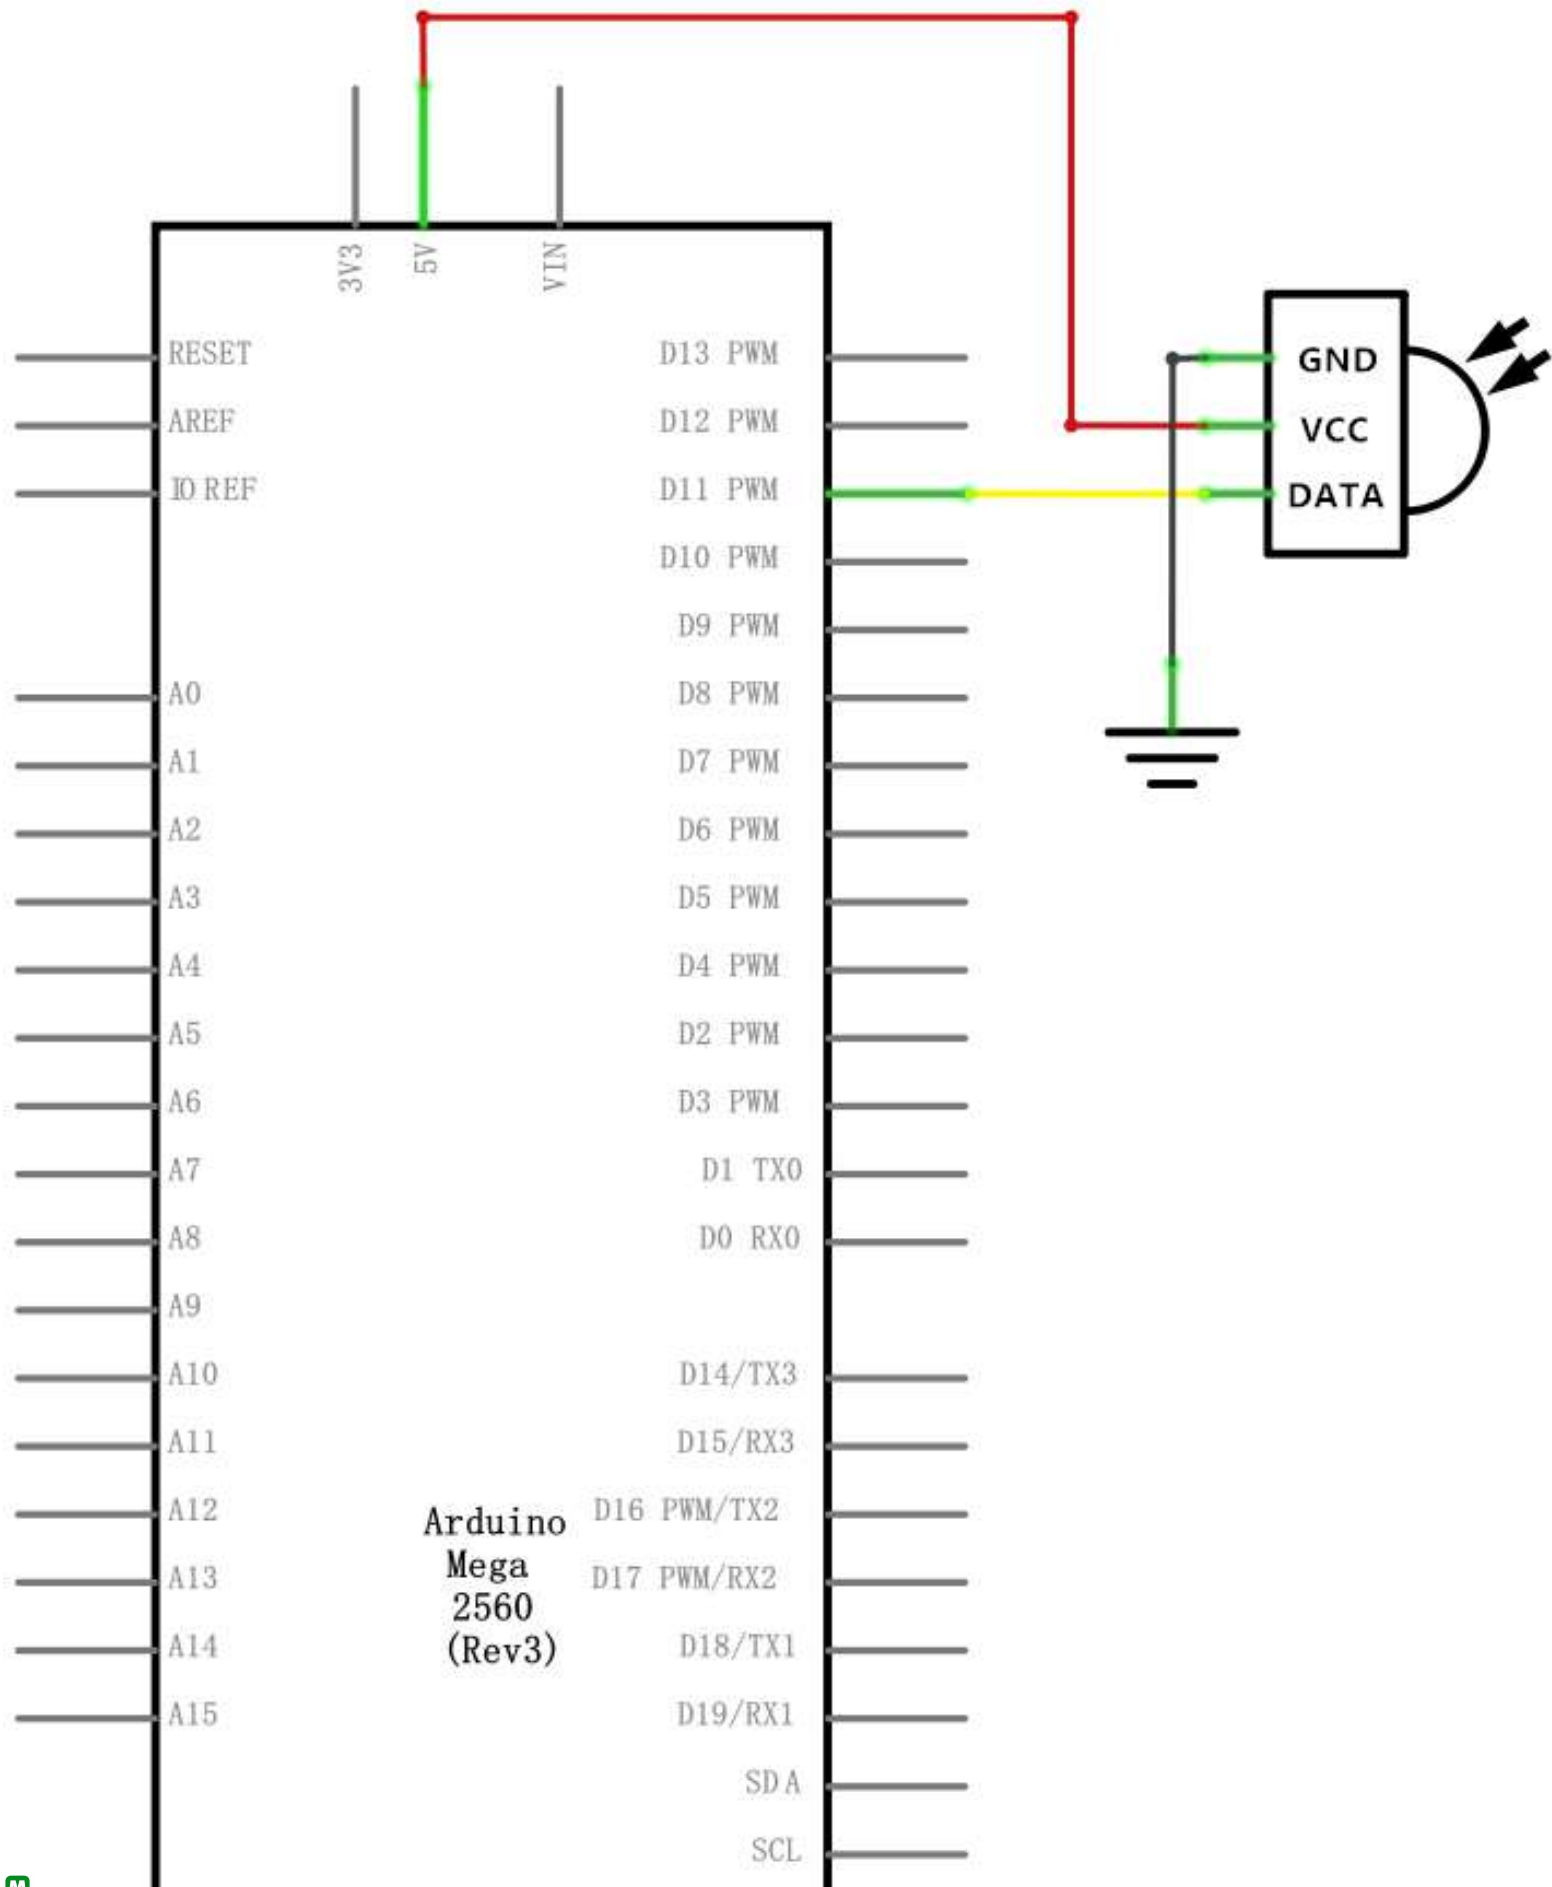 3V3
5V
VIN
RESET
AREF
IO REF
A0
A1
A2
A3
A4
A5
A6
A7
A8
A9
A10
A11
A12
A13
A14
A15
D13 PWM
D12 PWM
D11 PWM
D10 PWM
D9 PWM
D8 PWM
D7 PWM
D6 PWM
D5 PWM
D4 PWM
D2 PWM
D3 PWM
D1 TX0
D0 RX0
D14/TX3
D15/RX3
D16 PWM/TX2
D17 PWM/RX2
D18/TX1
D19/RX1
SDA
SCL
Arduino
Mega
2560
(Rev3)
GND
VCC
DATA